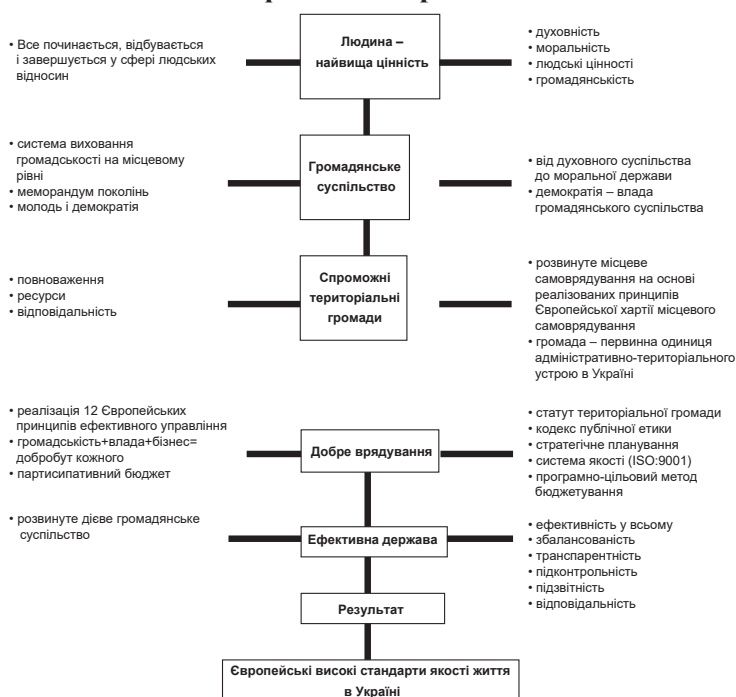 • Все починається, відбувається
і завершується у сфері людських
відносин
Людина –
найвища цінність
• духовність
• моральність
• людські цінності
• громадянськість
• система виховання
громадськості на місцевому
рівні
• меморандум поколінь
• молодь і демократія
Громадянське
суспільство
• від духовного суспільства
до моральної держави
• демократія – влада
громадянського суспільства
• повноваження
• ресурси
• відповідальність
Спроможні
територіальні
громади
• розвинуте місцеве
самоврядування на основі
реалізованих принципів
Європейської хартії місцевого
самоврядування
• громада – первинна одиниця
адміністративно-територіального
устрою в Україні
• реалізація 12 Європейських
принципів ефективного управління
• громадськість+влада+бізнес=
добробут кожного
• партисипативний бюджет
Добре врядування
• статут територіальної громади
• кодекс публічної етики
• стратегічне планування
• система якості (ISO:9001)
• програмно-цільовий метод
бюджетування
• розвинуте дієве громадянське
суспільство
Ефективна держава
• ефективність у всьому
• збалансованість
• транспарентність
• підконтрольність
• підзвітність
• відповідальність
Результат
Європейські високі стандарти якості життя
в Україні